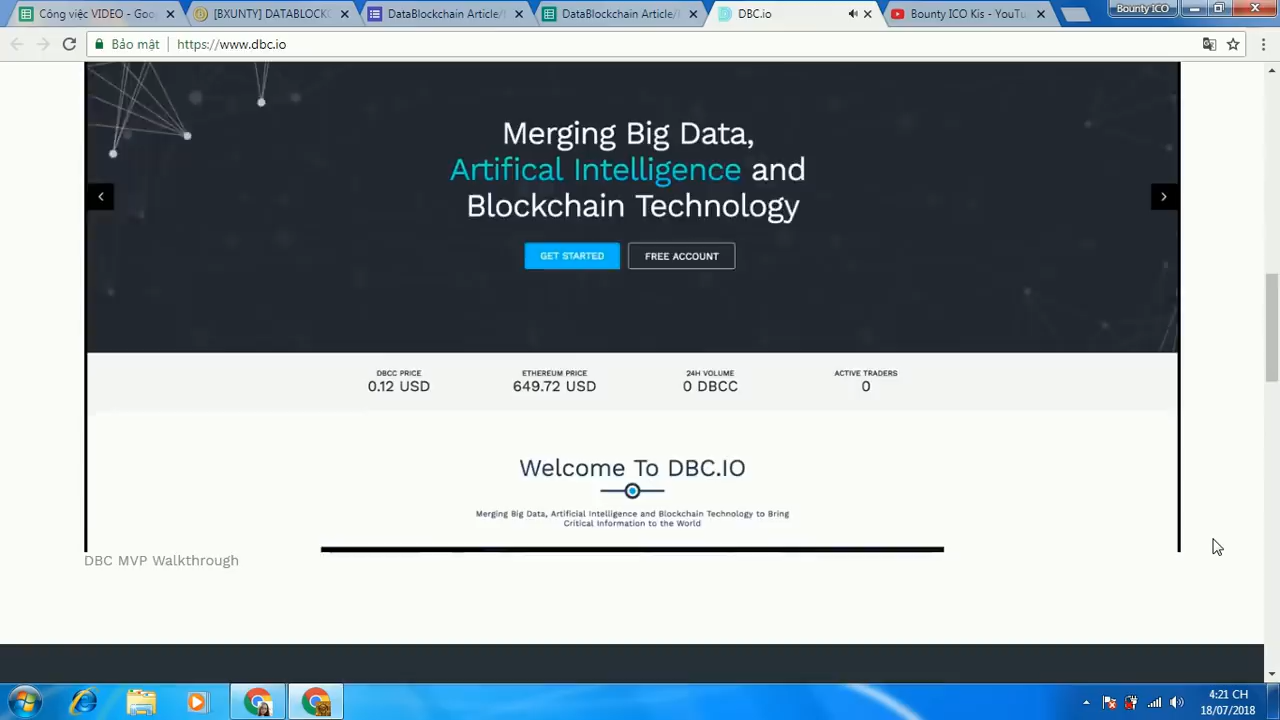 Công việc VIDEO - Goo
[BXUNTY] DATABLOCK
DataBlockchain Article/
DataBlockchain Article/
DBC.io
Bounty ICO Kis - YouTu
Bounty ICO
Bảo mật
https://www.dbc.io
Merging Big Data,
Artifical Intelligence and
Blockchain Technology
GET STARTED
FREE ACCOUNT
DBCC PRICE
0.12 USD
ETHEREUM PRICE
649.72 USD
24H VOLUME
0 DBCC
ACTIVE TRADERS
0
Welcome To DBC.IO
Merging Big Data, Artificial Intelligence and Blockchain Technology to Bring
Critical Information to the World
DBC MVP Walkthrough
4:21 CH
18/07/2018